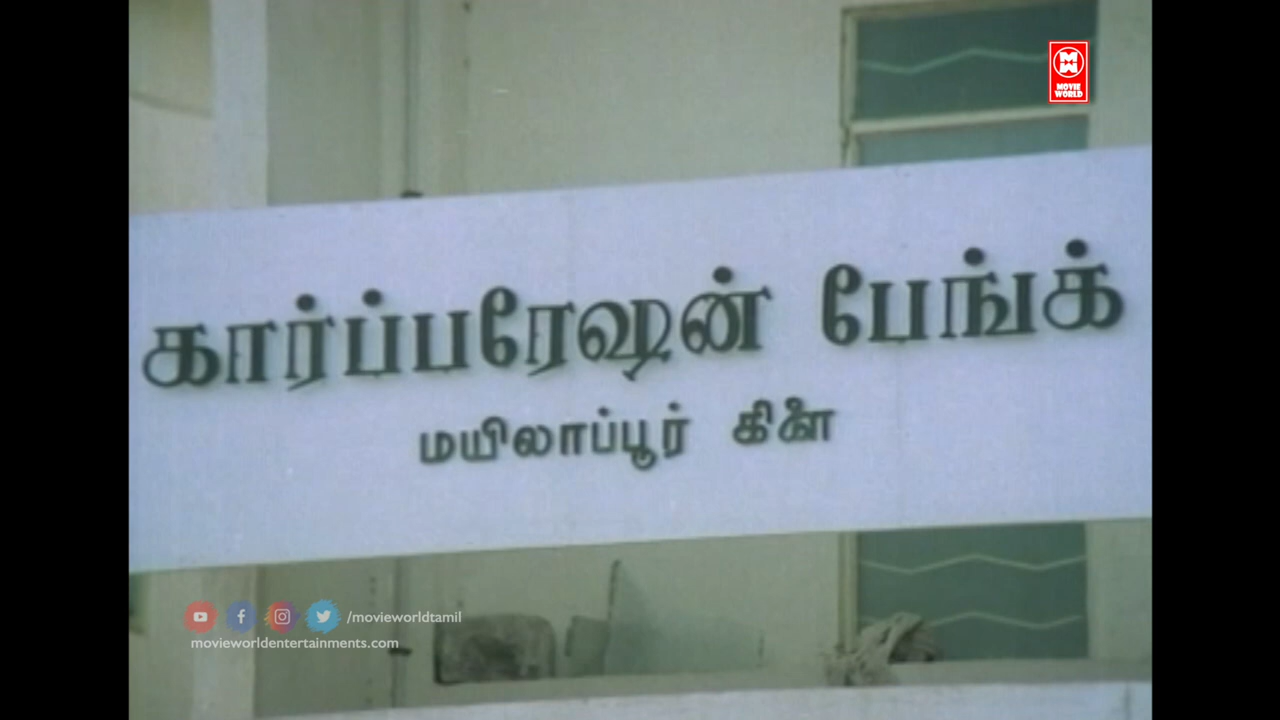 MOVIE WORLD
கார்ப்பரேஷன் பேங்க்
மயிலாப்பூர் கிளை
/movieworldtamil
movieworldentertainments.com